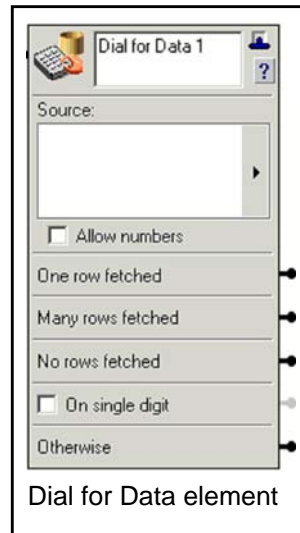 Dial for Data 1
?
Source:
Allow numbers
One row fetched
Many rows fetched
No rows fetched
On single digit
Otherwise
Dial for Data element